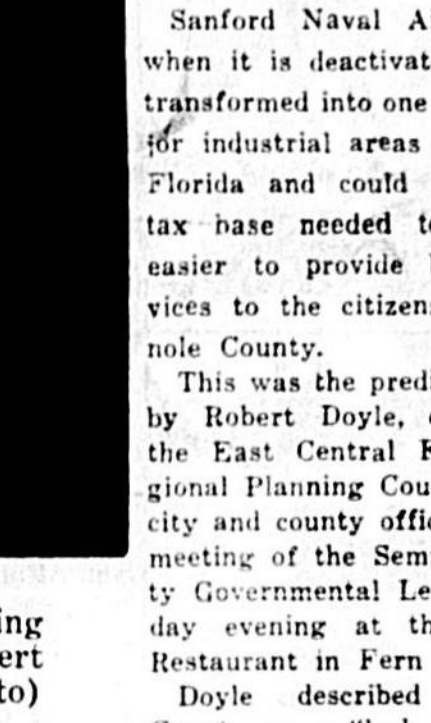 Sanford Naval A
when it is deactivat
transformed into one
jor industrial areas
Florida and could
tax base needed t
easier to provide
vices to the citizen
nole County.
This was the predi
by Robert Doyle,
the East Central
gional Planning Cou
city and county offic
meeting of the Sem
ty Governmental Le
day evening at th
Restaurant in Fern
Doyle described
ing
ert
to)